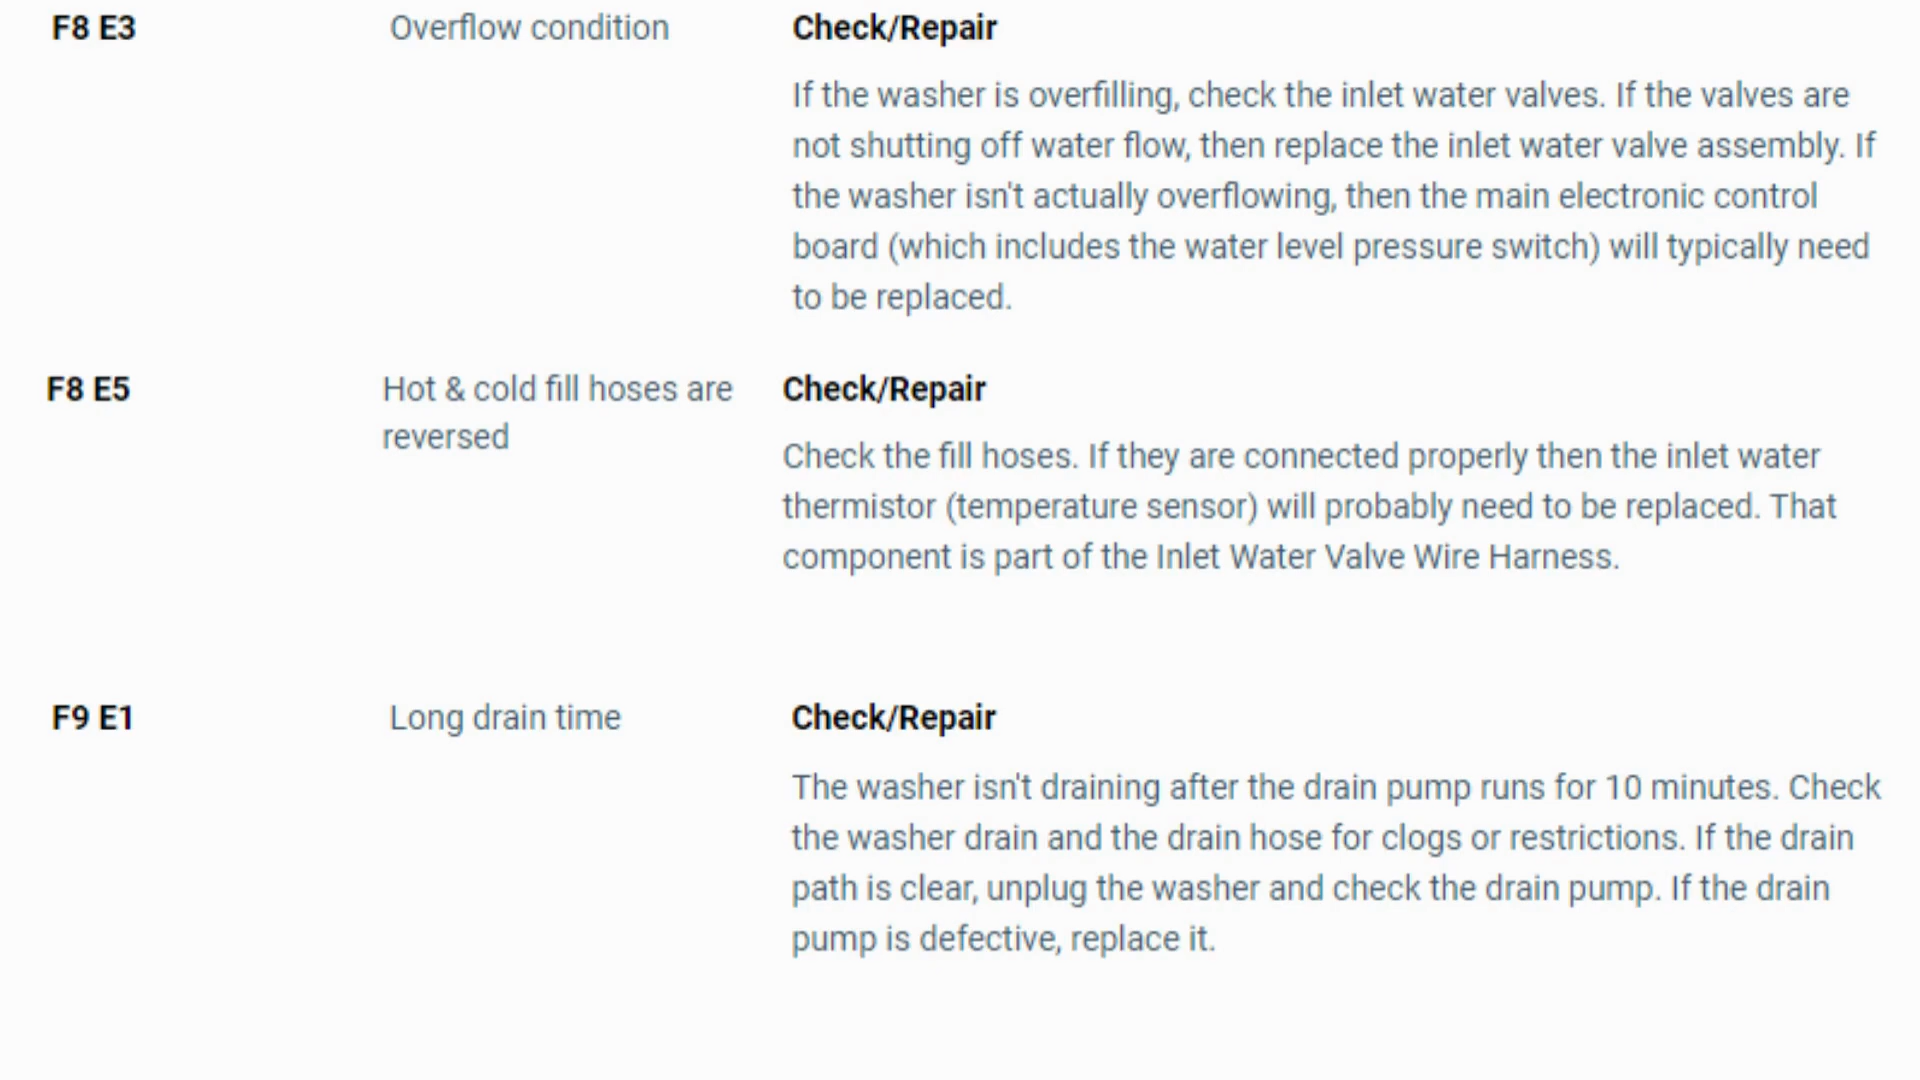 F8 E3
Overflow condition
Check/Repair
If the washer is overfilling, check the inlet water valves. If the valves are
not shutting off water flow, then replace the inlet water valve assembly. If
the washer isn't actually overflowing, then the main electronic control
board (which includes the water level pressure switch) will typically need
to be replaced.
F8 E5
Hot & cold fill hoses are
reversed
Check/Repair
Check the fill hoses. If they are connected properly then the inlet water
thermistor (temperature sensor) will probably need to be replaced. That
component is part of the Inlet Water Valve Wire Harness.
F9 E1
Long drain time
Check/Repair
The washer isn't draining after the drain pump runs for 10 minutes. Check
the washer drain and the drain hose for clogs or restrictions. If the drain
path is clear, unplug the washer and check the drain pump. If the drain
pump is defective, replace it.